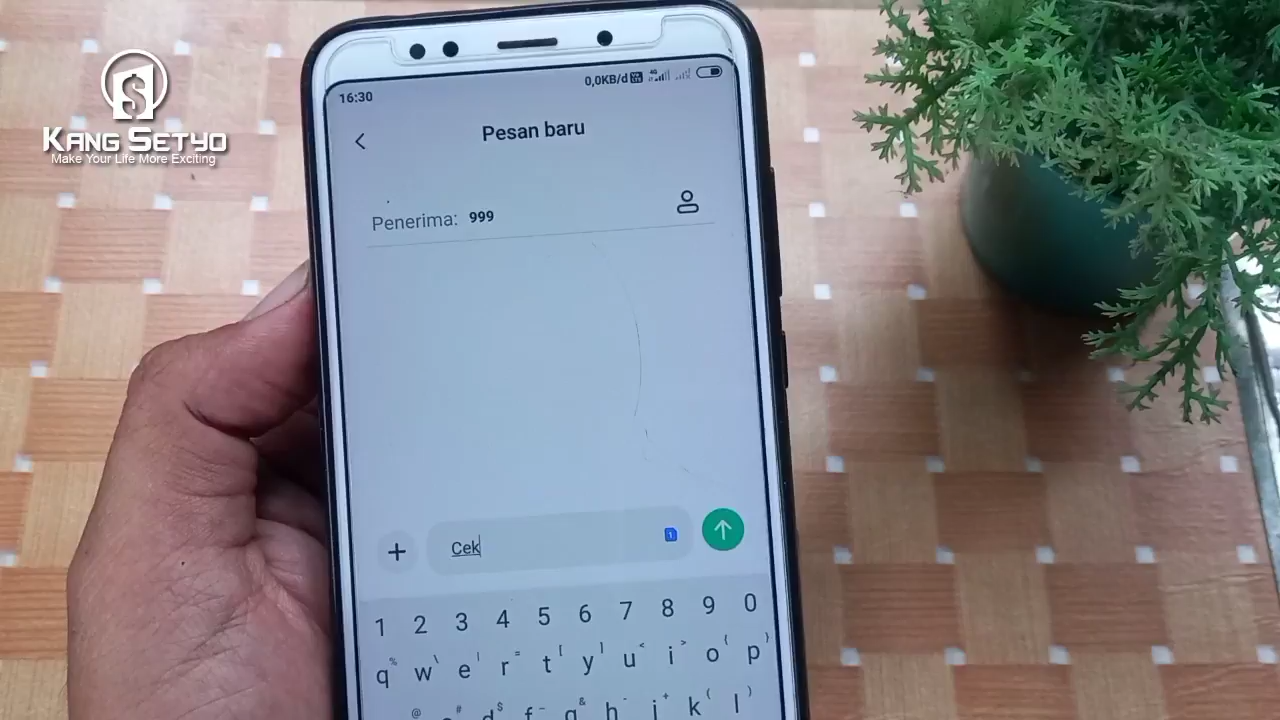 KANG SETYO
Make Your Life More Exciting
16:30
0,0KB/d
Pesan baru
Penerima: 999
Cek
1
1 2 3 4 5 6 7 8 9 0
q w e r t y u i o p
d f g h j k l